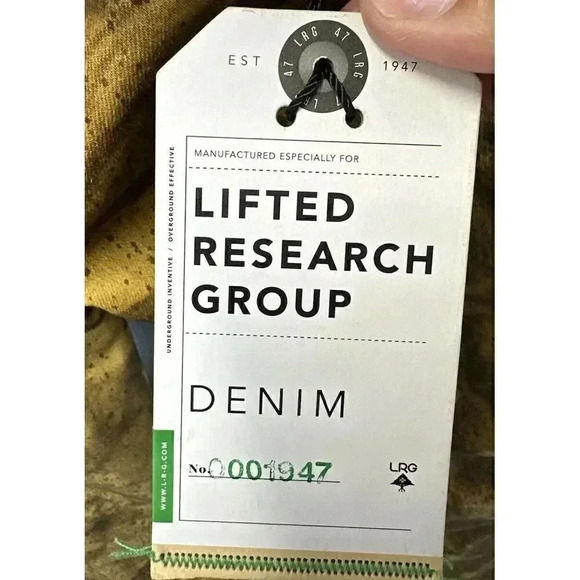 EST 1947
47 LRG 47 LRG
MANUFACTURED ESPECIALLY FOR
LIFTED
RESEARCH
GROUP
DENIM
No. 0001947
LRG
UNDERGROUND INVENTIVE / OVERGROUND EFFECTIVE
WWW.L-R-G.COM